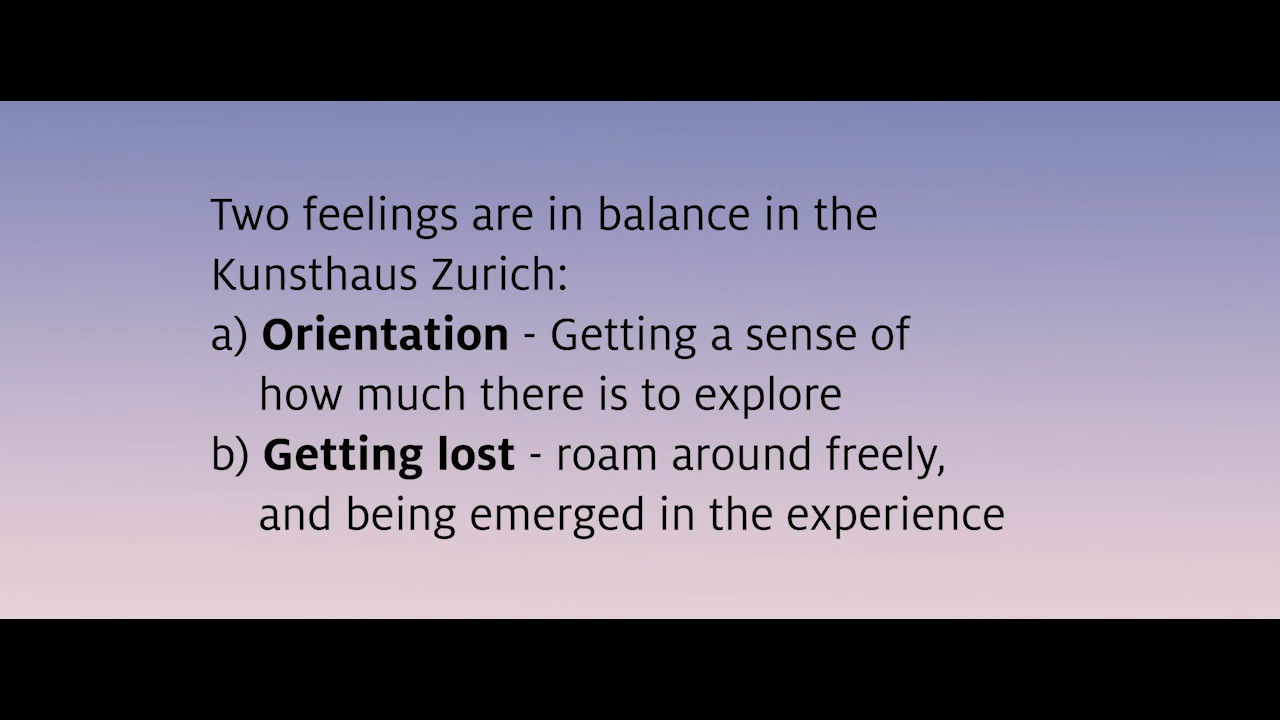 Two feelings are in balance in the
Kunsthaus Zurich:
a) Orientation - Getting a sense of
how much there is to explore
b) Getting lost - roam around freely,
and being emerged in the experience